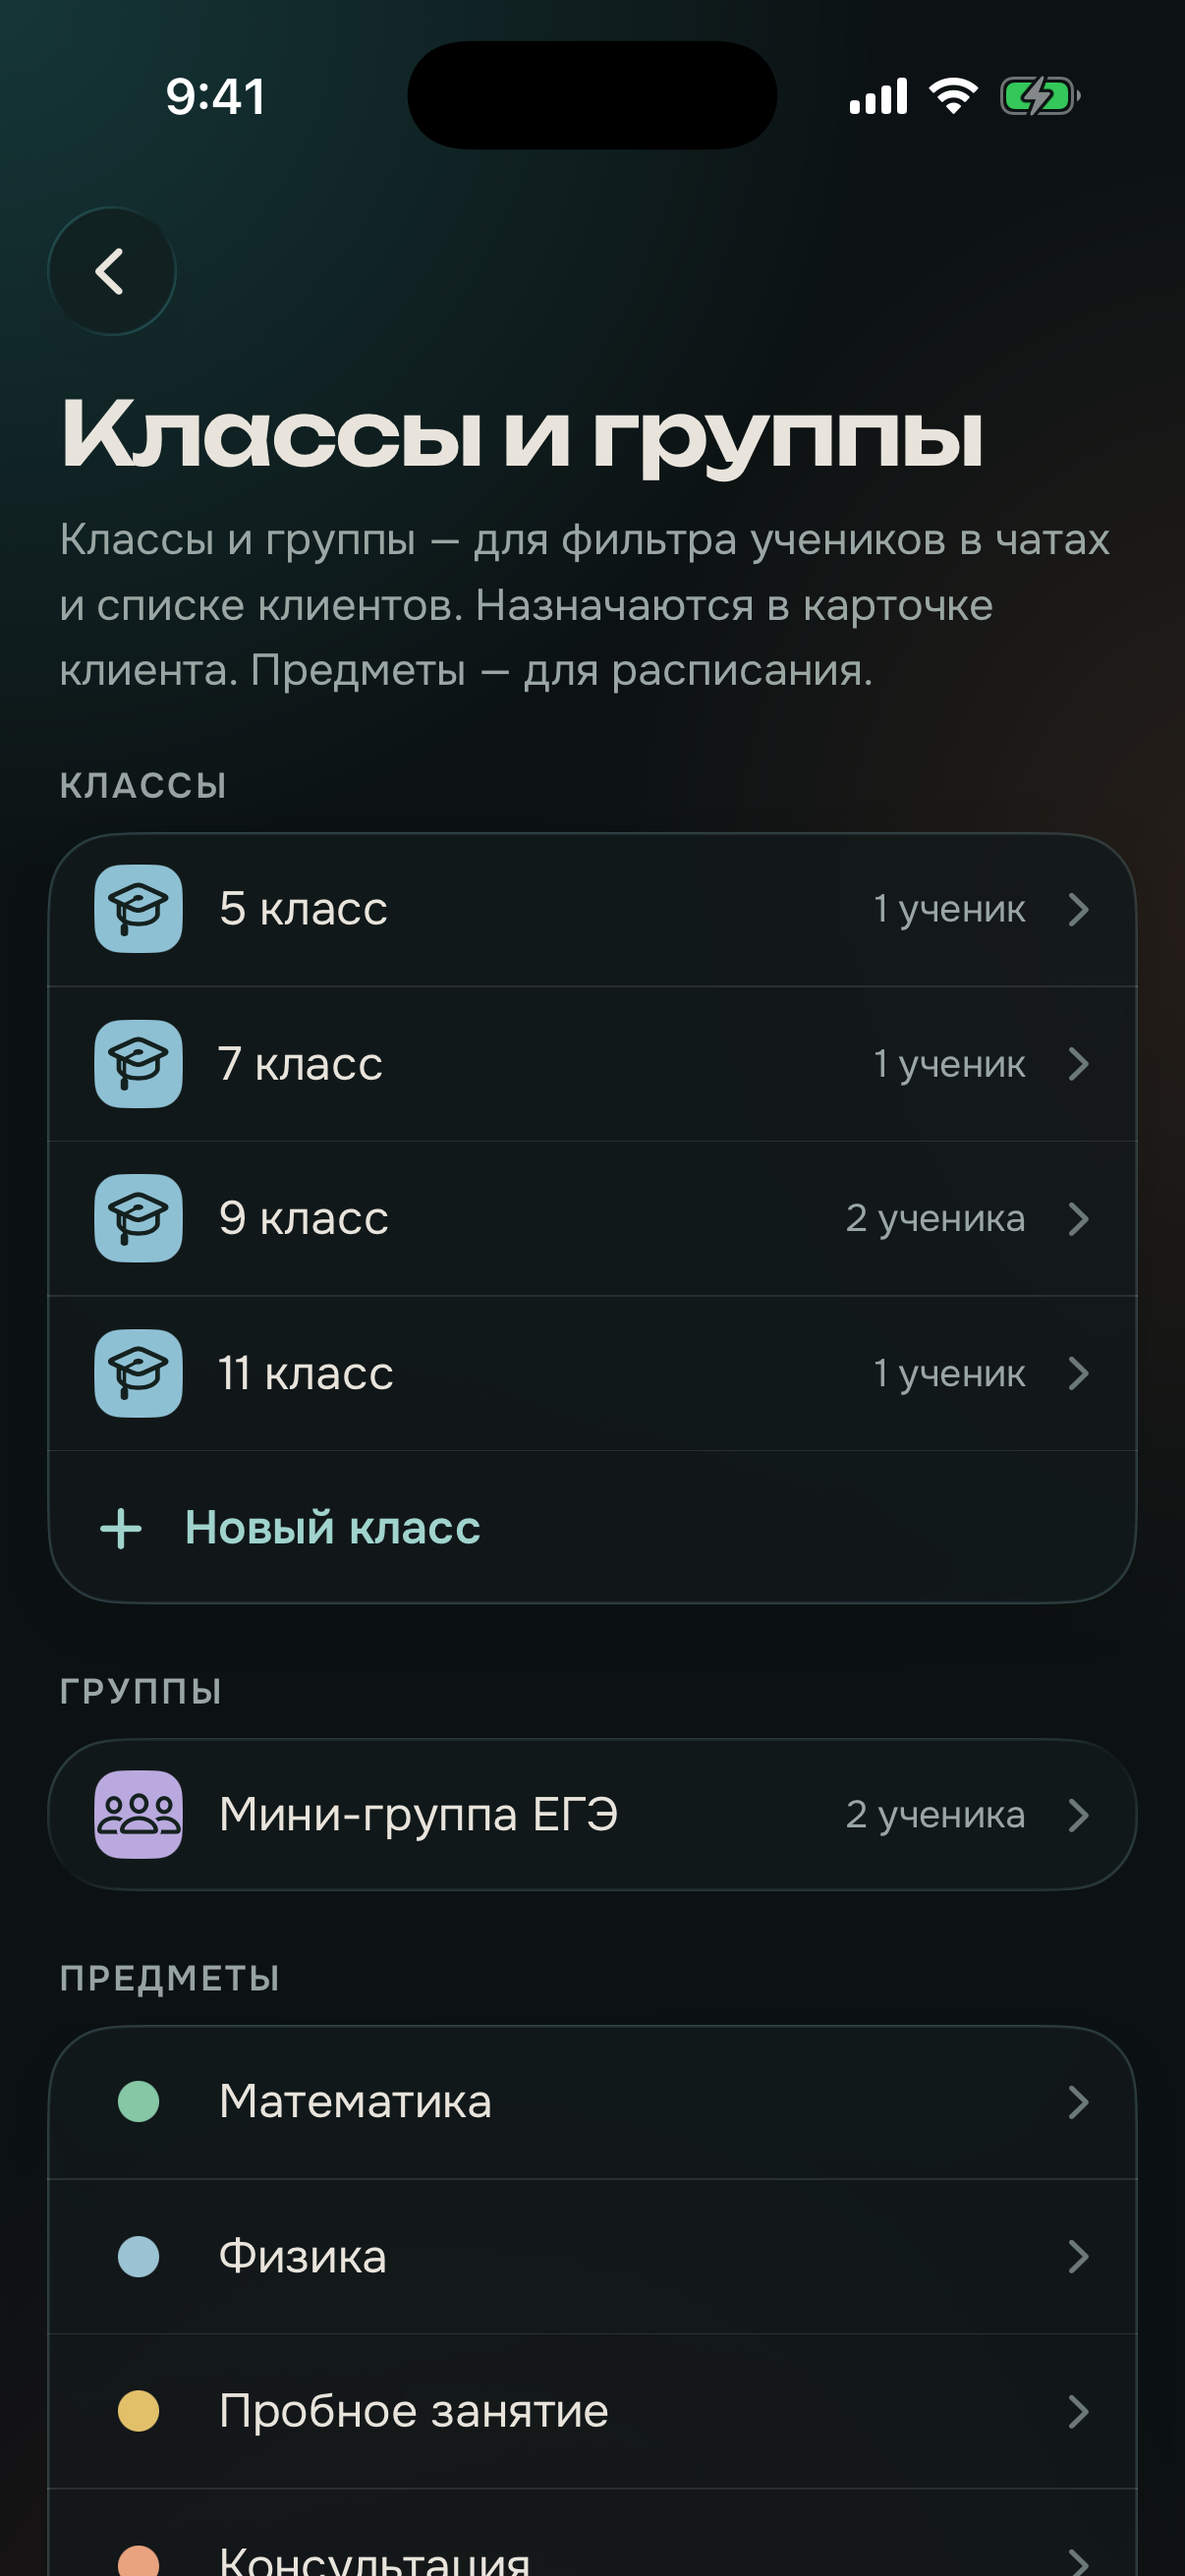 9:41
Классы и группы
Классы и группы — для фильтра учеников в чатах
и списке клиентов. Назначаются в карточке
клиента. Предметы — для расписания.
КЛАССЫ
5 класс 1 ученик
7 класс 1 ученик
9 класс 2 ученика
11 класс 1 ученик
+ Новый класс
ГРУППЫ
Мини-группа ЕГЭ 2 ученика
ПРЕДМЕТЫ
Математика
Физика
Пробное занятие
Консультация